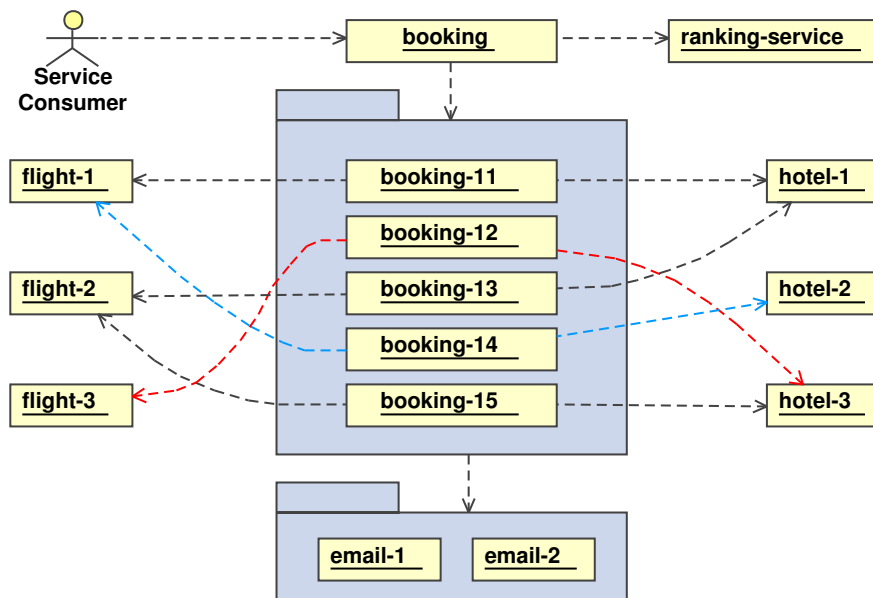 booking
ranking-service
Service
Consumer
flight-1
booking-11
hotel-1
booking-12
flight-2
booking-13
hotel-2
booking-14
flight-3
booking-15
hotel-3
email-1
email-2